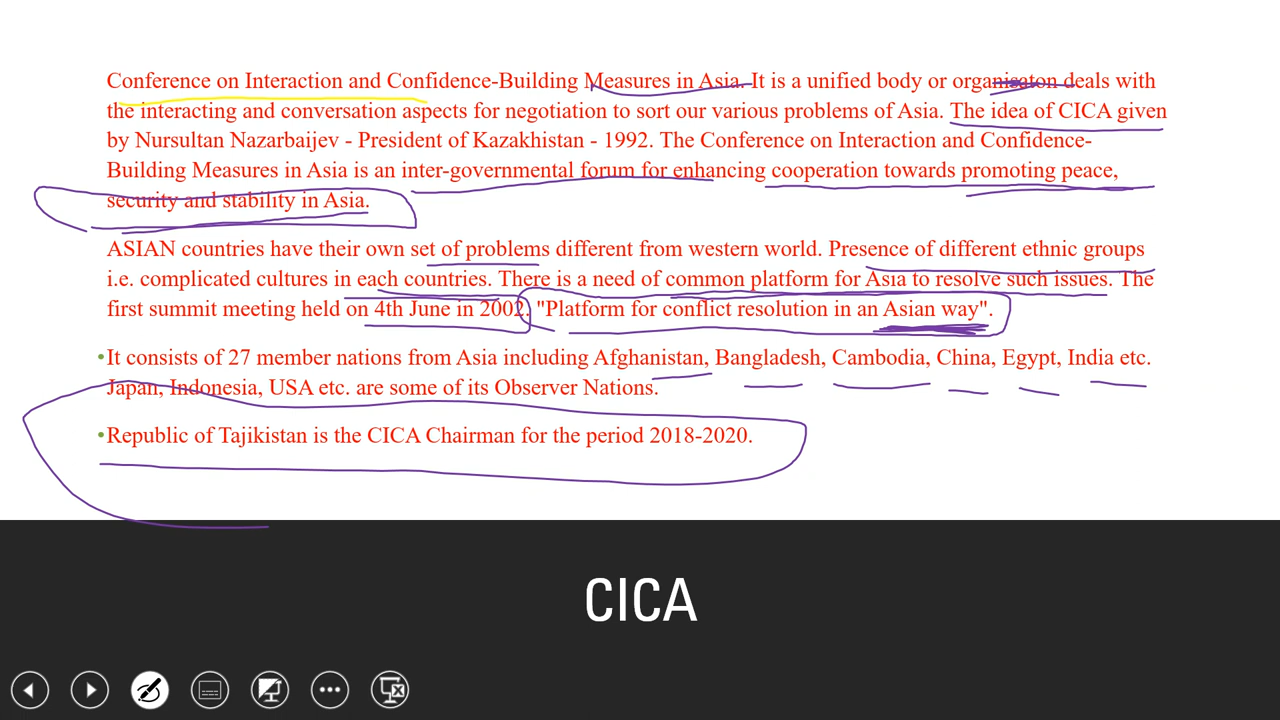 Conference on Interaction and Confidence-Building Measures in Asia. It is a unified body or organisaton deals with
the interacting and conversation aspects for negotiation to sort our various problems of Asia. The idea of CICA given
by Nursultan Nazarbaijev - President of Kazakhistan - 1992. The Conference on Interaction and Confidence-
Building Measures in Asia is an inter-governmental forum for enhancing cooperation towards promoting peace,
security and stability in Asia.
ASIAN countries have their own set of problems different from western world. Presence of different ethnic groups
i.e. complicated cultures in each countries. There is a need of common platform for Asia to resolve such issues. The
first summit meeting held on 4th June in 2002. "Platform for conflict resolution in an Asian way".
•It consists of 27 member nations from Asia including Afghanistan, Bangladesh, Cambodia, China, Egypt, India etc.
Japan, Indonesia, USA etc. are some of its Observer Nations.
•Republic of Tajikistan is the CICA Chairman for the period 2018-2020.
CICA